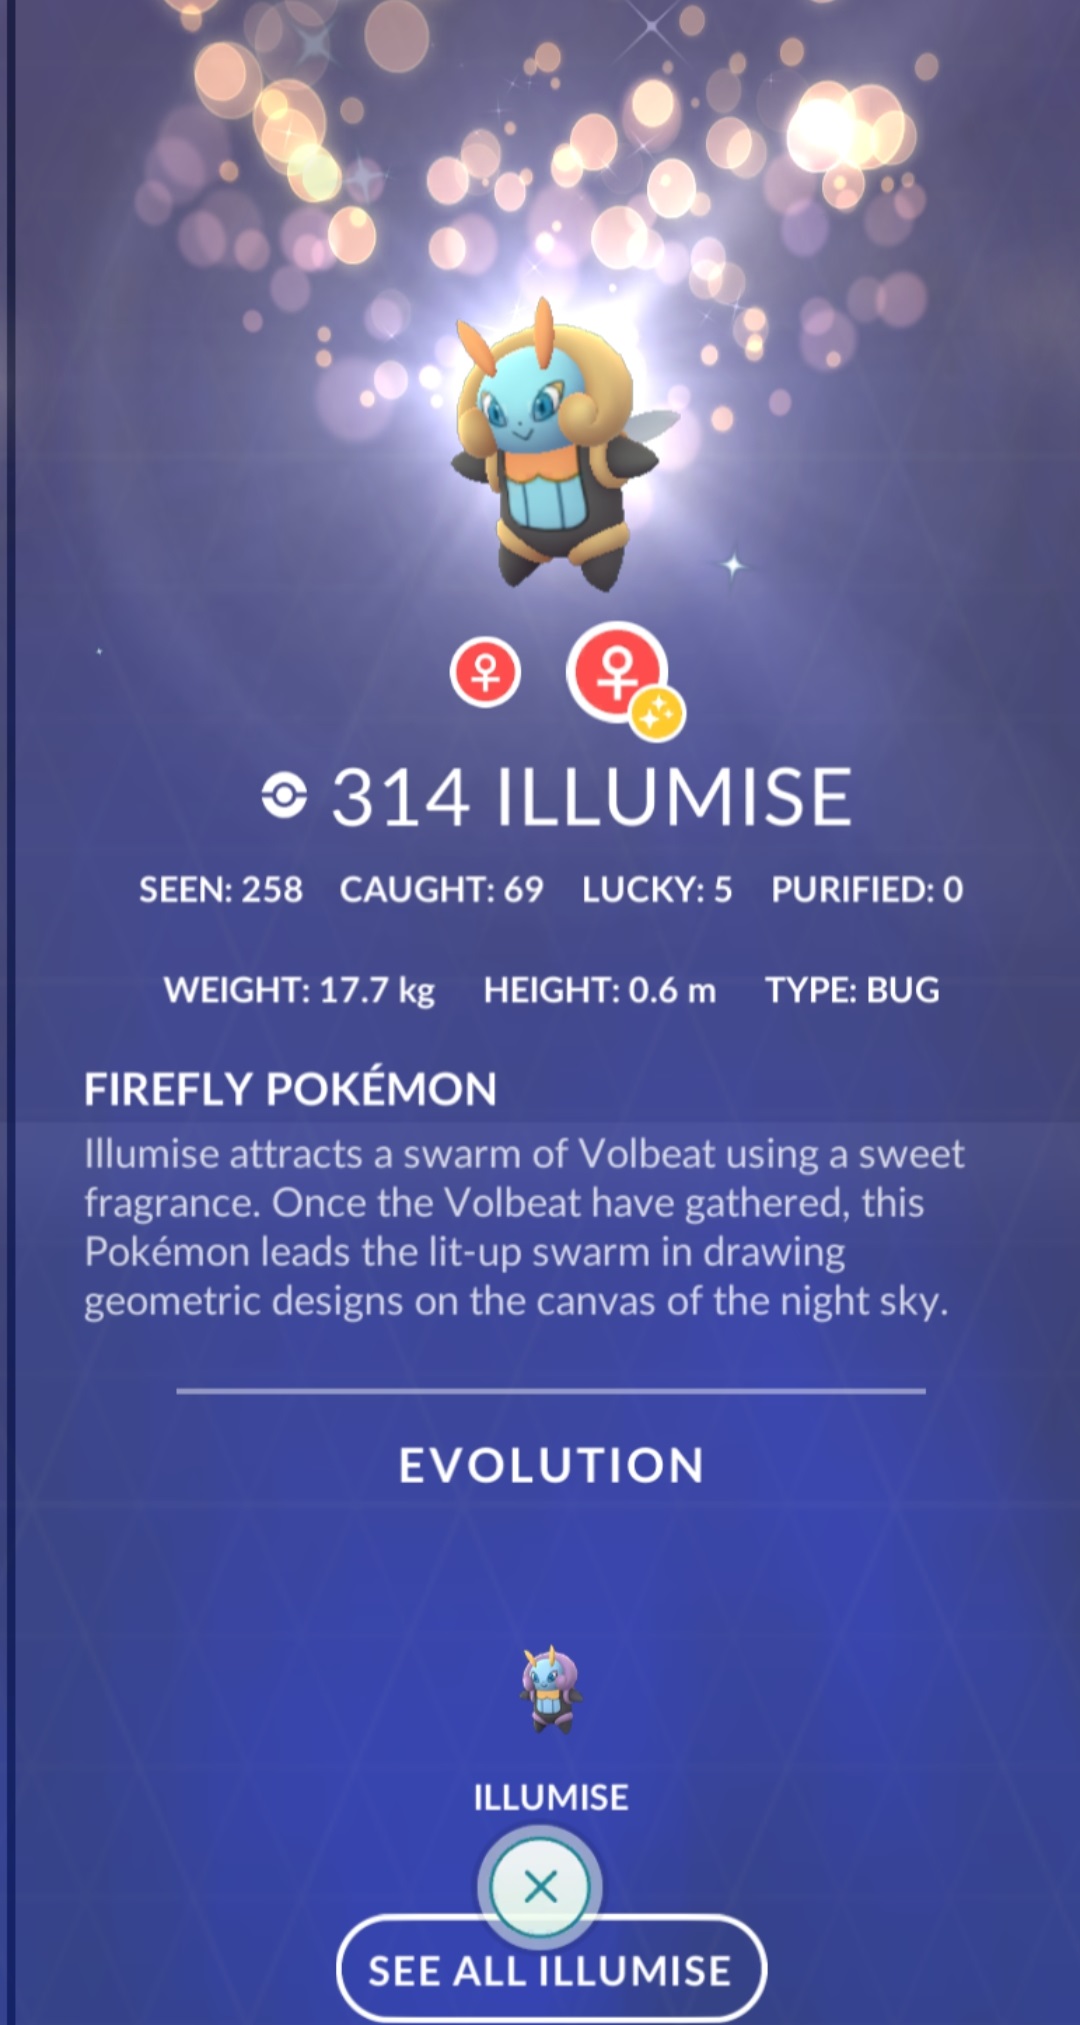 314 ILLUMISE
SEEN: 258 CAUGHT: 69 LUCKY: 5 PURIFIED: 0
WEIGHT: 17.7 kg HEIGHT: 0.6 m TYPE: BUG
FIREFLY POKÉMON
Illumise attracts a swarm of Volbeat using a sweet
fragrance. Once the Volbeat have gathered, this
Pokémon leads the lit-up swarm in drawing
geometric designs on the canvas of the night sky.
EVOLUTION
ILLUMISE
SEE ALL ILLUMISE